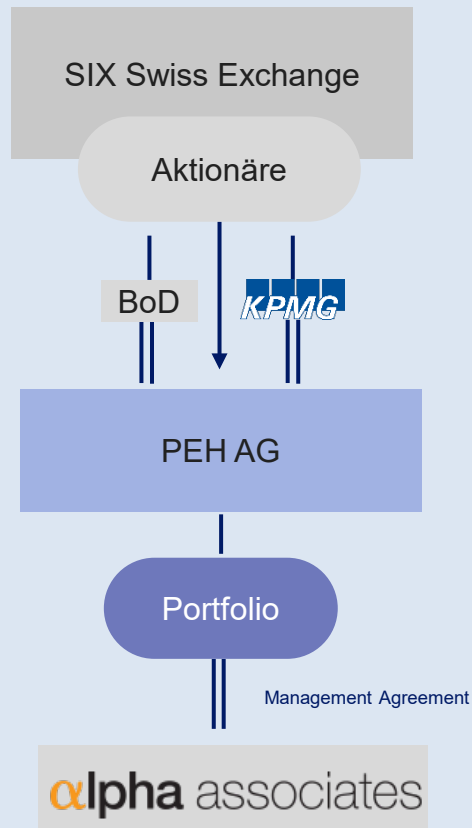 SIX Swiss Exchange
Aktionäre
BoD
KPMG
PEH AG
Portfolio
Management Agreement
αlpha associates